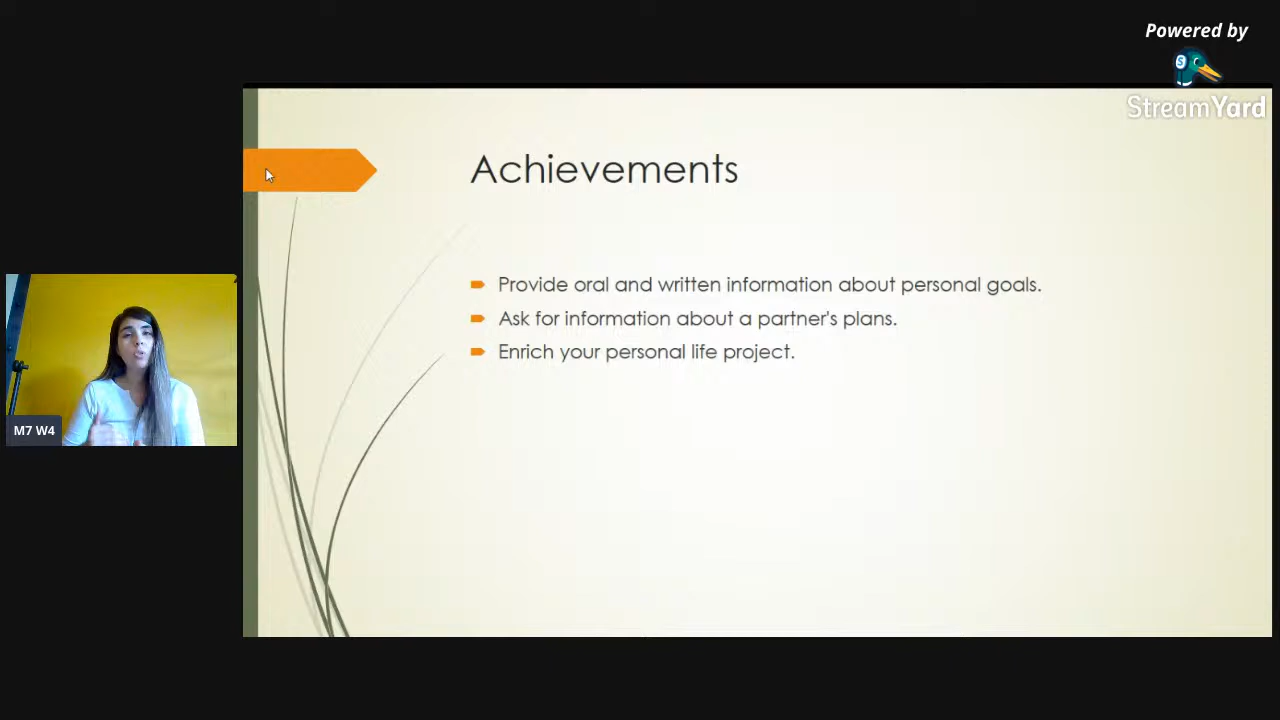 Powered by
StreamYard
Achievements
Provide oral and written information about personal goals.
Ask for information about a partner's plans.
Enrich your personal life project.
M7 W4